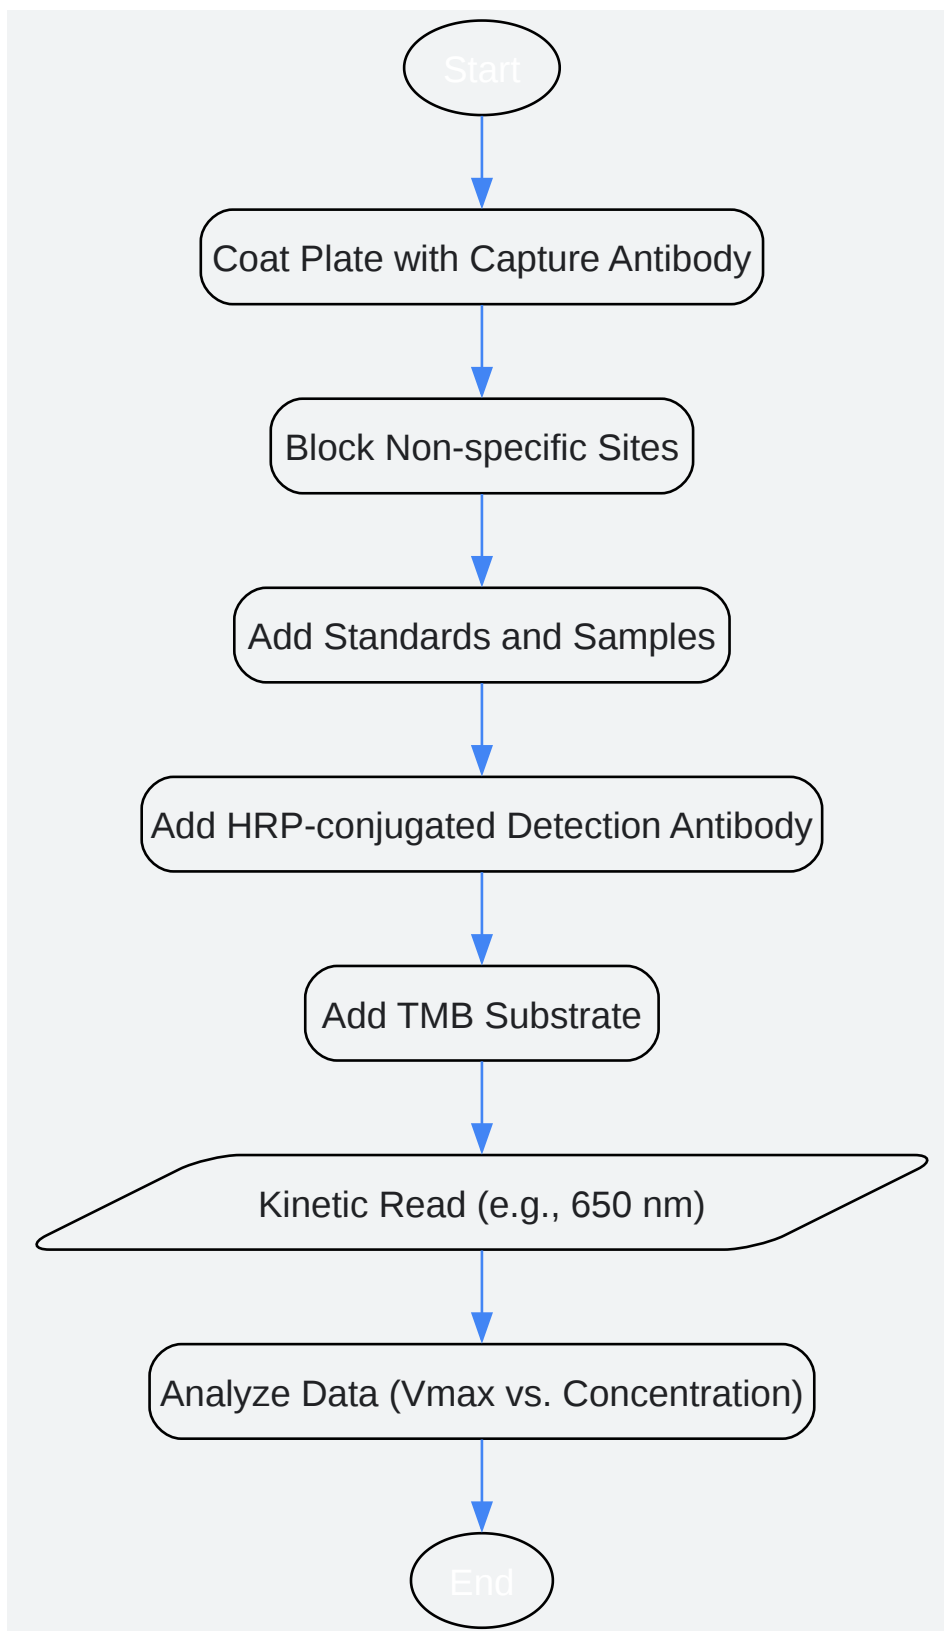 Start
Coat Plate with Capture Antibody
Block Non-specific Sites
Add Standards and Samples
Add HRP-conjugated Detection Antibody
Add TMB Substrate
Kinetic Read (e.g., 650 nm)
Analyze Data (Vmax vs. Concentration)
End